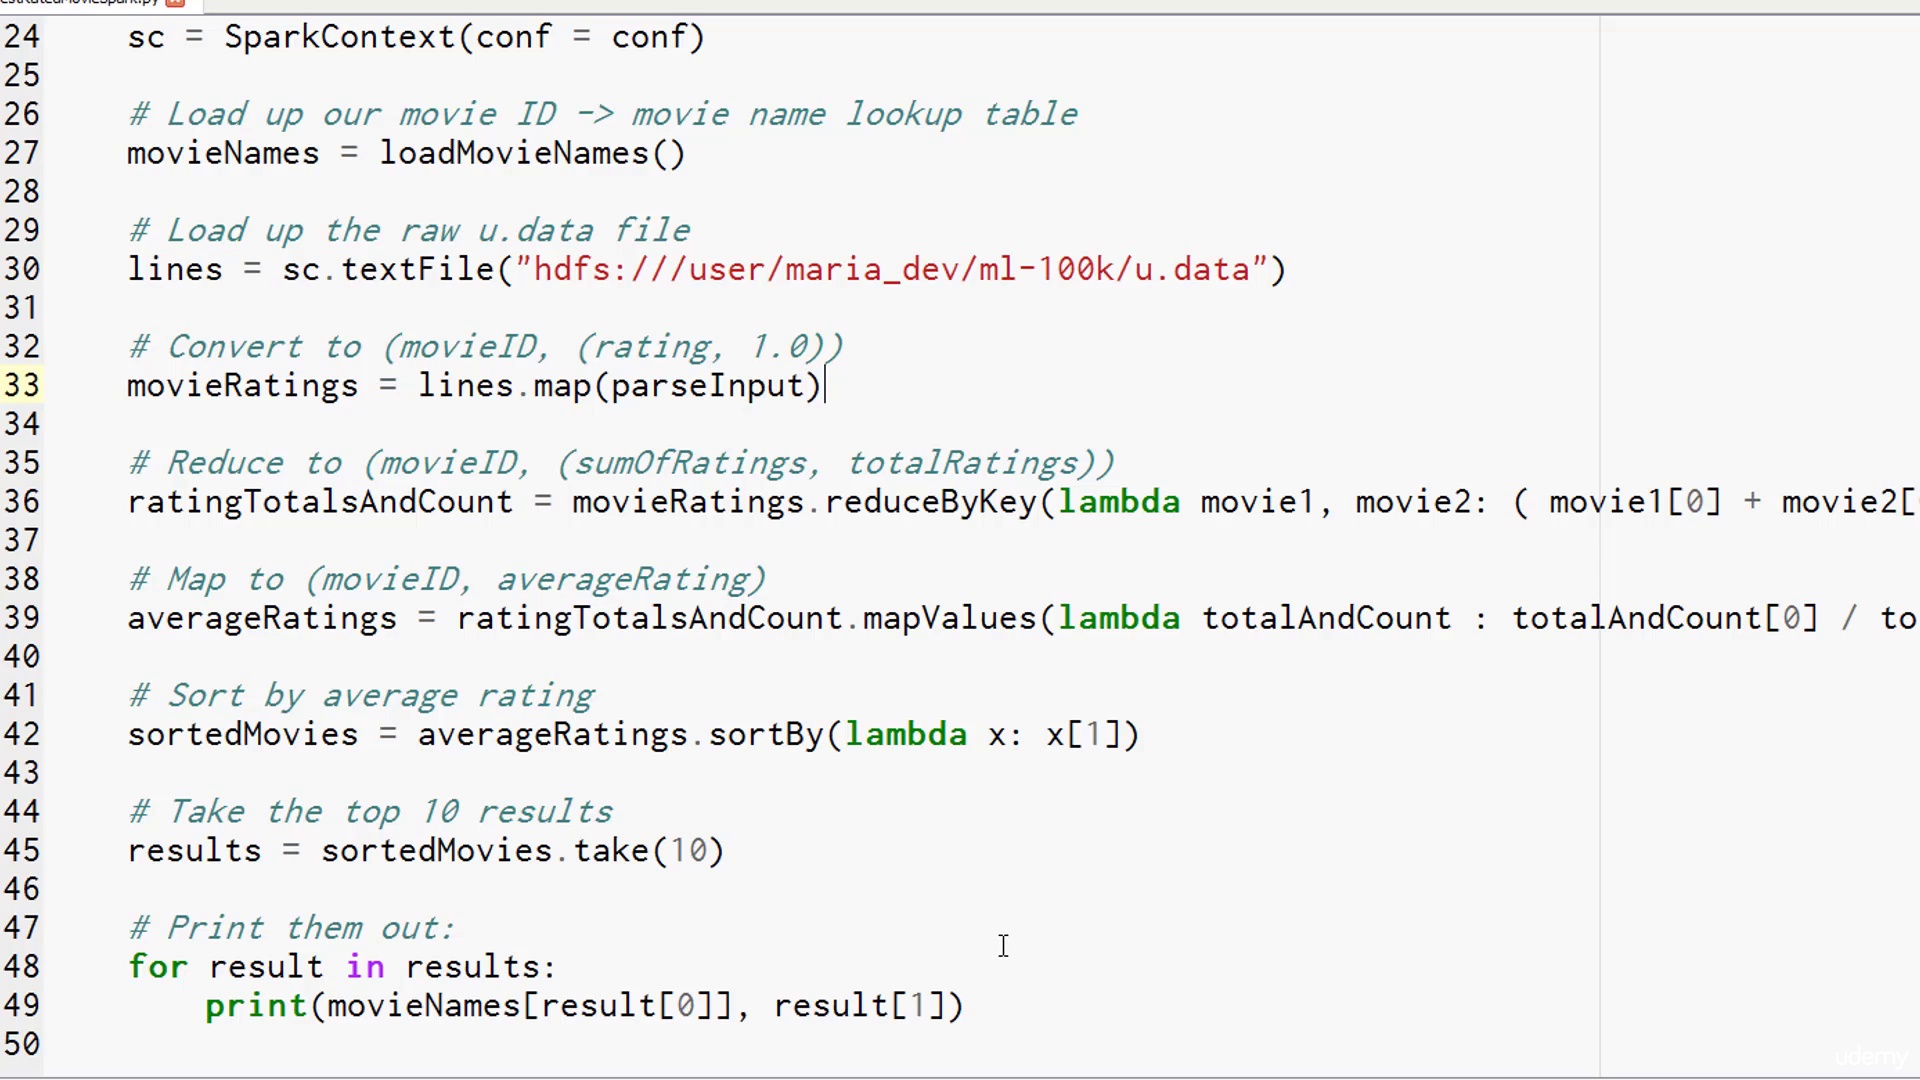 24 sc = SparkContext(conf = conf)
25
26 # Load up our movie ID -> movie name lookup table
27 movieNames = loadMovieNames()
28
29 # Load up the raw u.data file
30 lines = sc.textFile("hdfs:///user/maria_dev/ml-100k/u.data")
31
32 # Convert to (movieID, (rating, 1.0))
33 movieRatings = lines.map(parseInput)
34
35 # Reduce to (movieID, (sumOfRatings, totalRatings))
36 ratingTotalsAndCount = movieRatings.reduceByKey(lambda movie1, movie2: ( movie1[0] + movie2[
37
38 # Map to (movieID, averageRating)
39 averageRatings = ratingTotalsAndCount.mapValues(lambda totalAndCount : totalAndCount[0] / to
40
41 # Sort by average rating
42 sortedMovies = averageRatings.sortBy(lambda x: x[1])
43
44 # Take the top 10 results
45 results = sortedMovies.take(10)
46
47 # Print them out:
48 for result in results:
49 print(movieNames[result[0]], result[1])
50
udemy